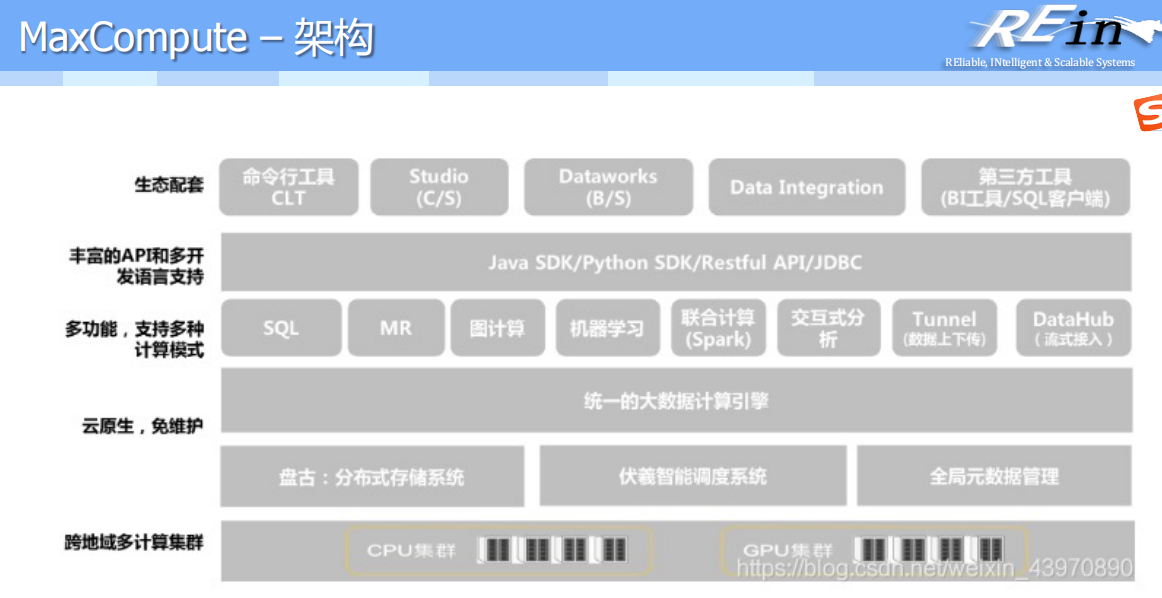 MaxCompute – 架构
REin
REliable, INtelligent & Scalable Systems
S
生态配套
命令行工具
CLT
Studio
(C/S)
Dataworks
(B/S)
Data Integration
第三方工具
(BI工具/SQL客户端)
丰富的API和多开
发语言支持
Java SDK/Python SDK/Restful API/JDBC
多功能，支持多种
计算模式
SQL
MR
图计算
机器学习
联合计算
(Spark)
交互式分
析
Tunnel
(数据上下传)
DataHub
（流式接入）
云原生，免维护
统一的大数据计算引擎
盘古：分布式存储系统
伏羲智能调度系统
全局元数据管理
跨地域多计算集群
CPU集群
GPU集群
https://blog.csdn.net/weixin_43970890